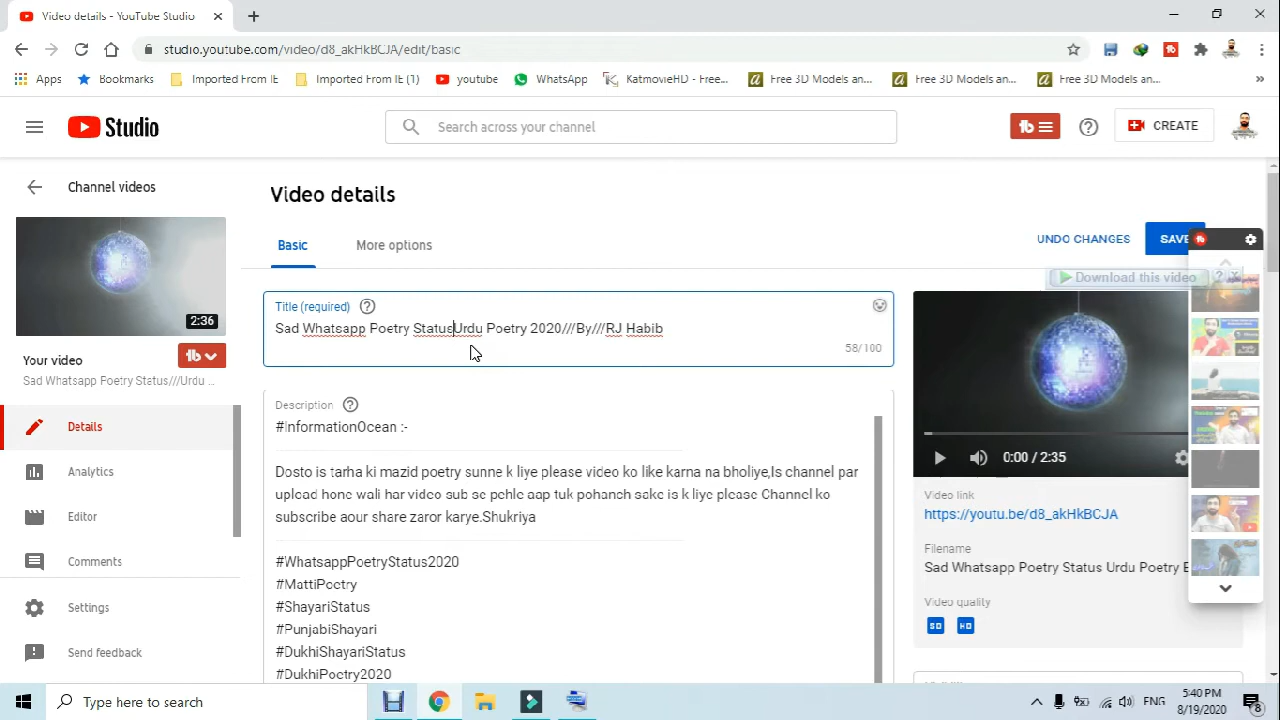 Video details - YouTube Studio
studio.youtube.com/video/d8_akHkBCJA/edit/basic
Apps Bookmarks Imported From IE Imported From IE (1) youtube WhatsApp KatmovieHD - Free... Free 3D Models an... Free 3D Models an... Free 3D Models an... »
Studio
Search across your channel
CREATE
Channel videos
Video details
Basic
More options
UNDO CHANGES
SAVE
Download this video
2:36
Your video
Sad Whatsapp Poetry Status///Urdu ...
Title (required)
Sad Whatsapp Poetry StatusUrdu Poetry 2020///By///RJ Habib
58/100
Description
#InformationOcean :-
Dosto is tarha ki mazid poetry sunne k liye please video ko like karna na bholiye,Is channel par
upload hone wali har video sub se pehle aap tuk pohanch sake is k liye please Channel ko
subscribe aour share zaror karye.Shukriya
#WhatsappPoetryStatus2020
#MattiPoetry
#ShayariStatus
#PunjabiShayari
#DukhiShayariStatus
#DukhiPoetry2020
Details
Analytics
Editor
Comments
Settings
Send feedback
0:00 / 2:35
Video link
https://youtu.be/d8_akHkBCJA
Filename
Sad Whatsapp Poetry Status Urdu Poetry
Video quality
SD HD
Type here to search
ENG
5:40 PM
8/19/2020
8